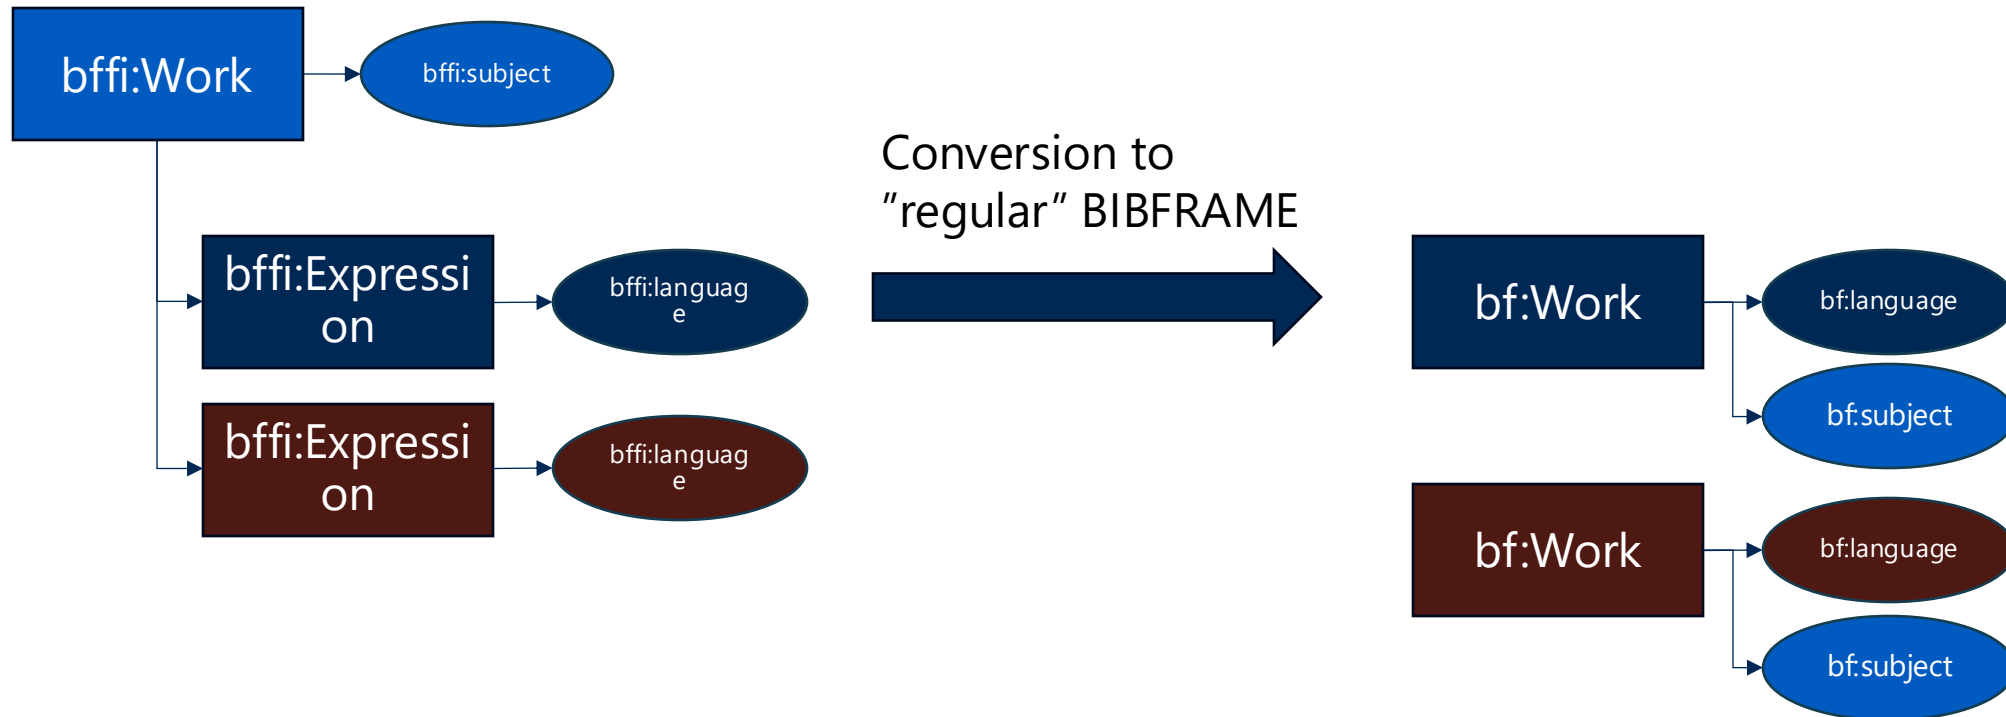 bffi:Work
bffi:subject
Conversion to
”regular” BIBFRAME
bffi:Expressi
on
bffi:languag
e
bf:Work
bf:language
bf:subject
bffi:Expressi
on
bffi:languag
e
bf:Work
bf:language
bf:subject